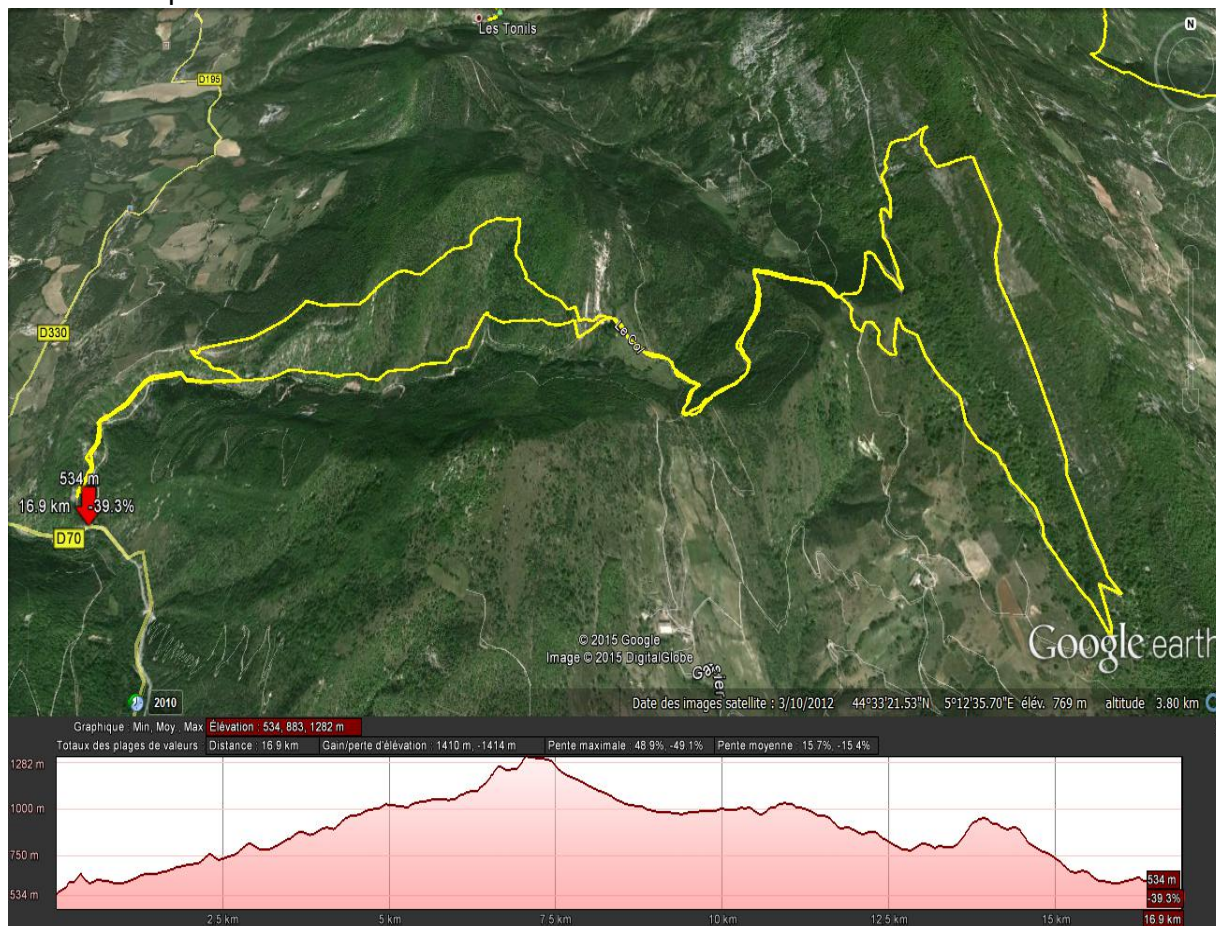 Les Tonils
N
D195
D330
Le Col
534 m
16.9 km -39.3%
D70
© 2015 Google
Image © 2015 DigitalGlobe
Google earth
2010
Date des images satellite : 3/10/2012 44°33'21.53"N 5°12'35.70"E élév. 769 m altitude 3.80 km
Graphique : Min, Moy, Max Élévation : 534, 883, 1282 m
Totaux des plages de valeurs Distance : 16.9 km Gain/perte d'élévation : 1410 m, -1414 m Pente maximale : 48.9%, -49.1% Pente moyenne : 15.7%, -15.4%
1282 m
1000 m
750 m
534 m
534 m
-39.3%
2.5 km 5 km 7.5 km 10 km 12.5 km 15 km 16.9 km